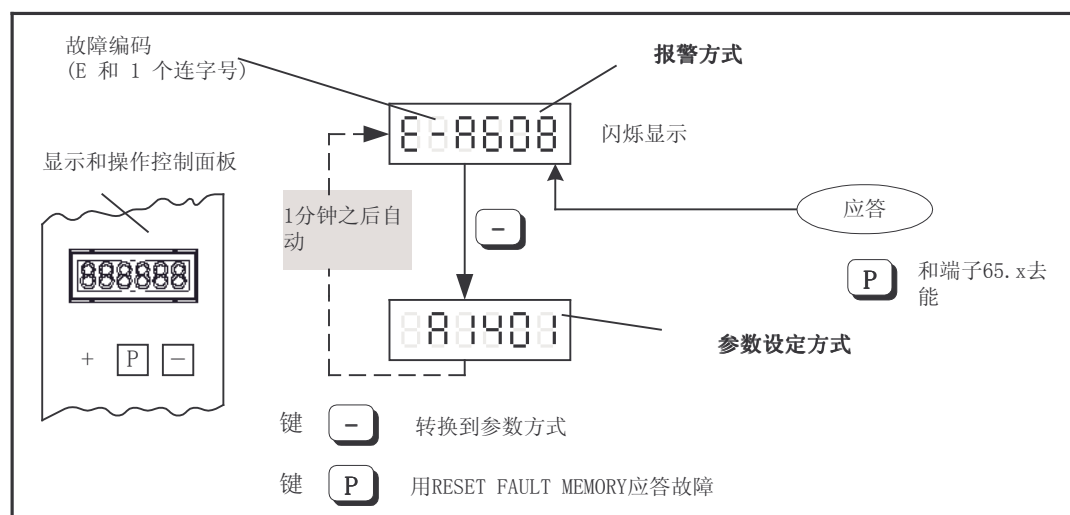 故障编码
(E 和 1 个连字号)
报警方式
E-A608
闪烁显示
显示和操作控制面板
1分钟之后自
动
-
应答
P
和端子65.x去
能
888888
A1401
+ P -
参数设定方式
键 - 转换到参数方式
键 P 用RESET FAULT MEMORY应答故障